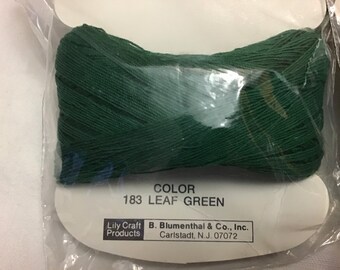 COLOR
183 LEAF GREEN
Lily Craft Products B. Blumenthal & Co., Inc.
Carlstadt, N.J. 07072